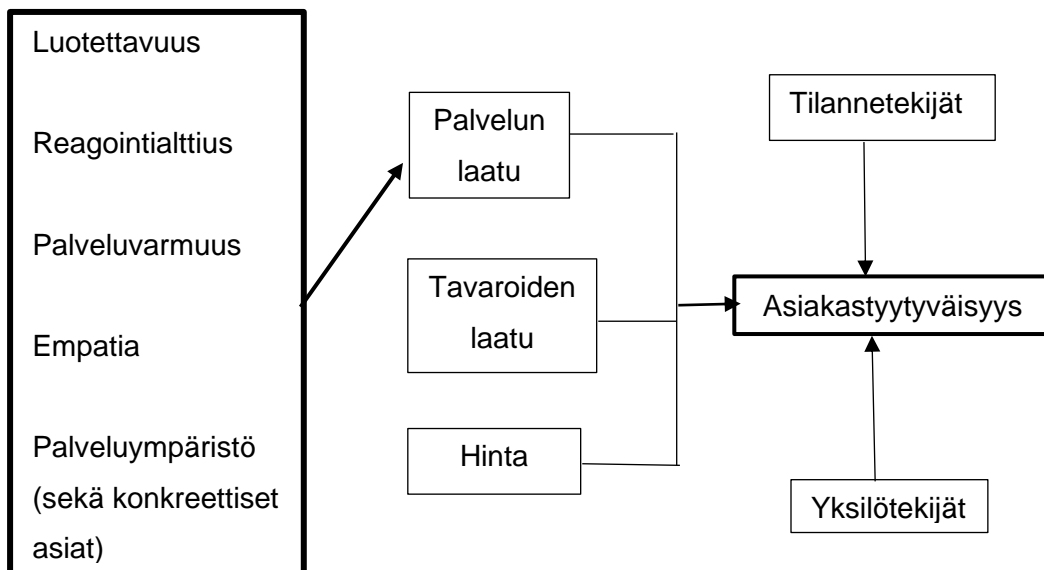 Luotettavuus
Reagointialttius
Palveluvarmuus
Empatia
Palveluympäristö
(sekä konkreettiset
asiat)
Palvelun
laatu
Tavaroiden
laatu
Hinta
Tilannetekijät
Asiakastyytyväisyys
Yksilötekijät